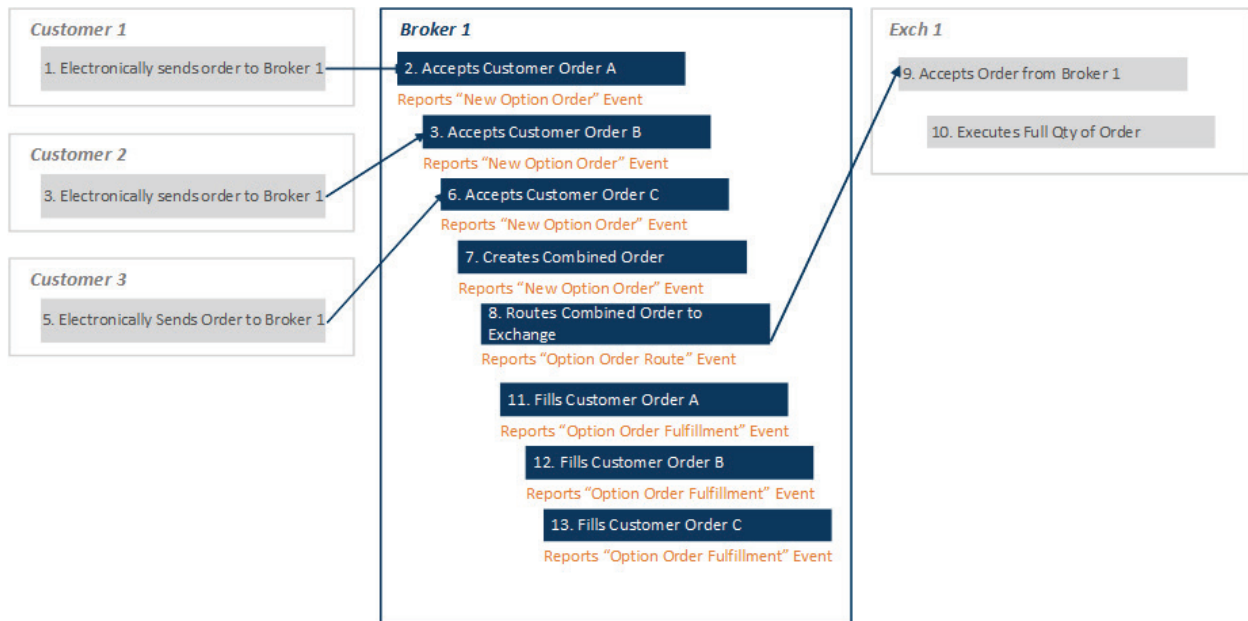 Customer 1
1. Electronically sends order to Broker 1
Customer 2
3. Electronically sends order to Broker 1
Customer 3
5. Electronically Sends Order to Broker 1
Broker 1
2. Accepts Customer Order A
Reports “New Option Order” Event
3. Accepts Customer Order B
Reports “New Option Order” Event
6. Accepts Customer Order C
Reports “New Option Order” Event
7. Creates Combined Order
Reports “New Option Order” Event
8. Routes Combined Order to
Exchange
Reports “Option Order Route” Event
11. Fills Customer Order A
Reports “Option Order Fulfillment” Event
12. Fills Customer Order B
Reports “Option Order Fulfillment” Event
13. Fills Customer Order C
Reports “Option Order Fulfillment” Event
Exch 1
9. Accepts Order from Broker 1
10. Executes Full Qty of Order